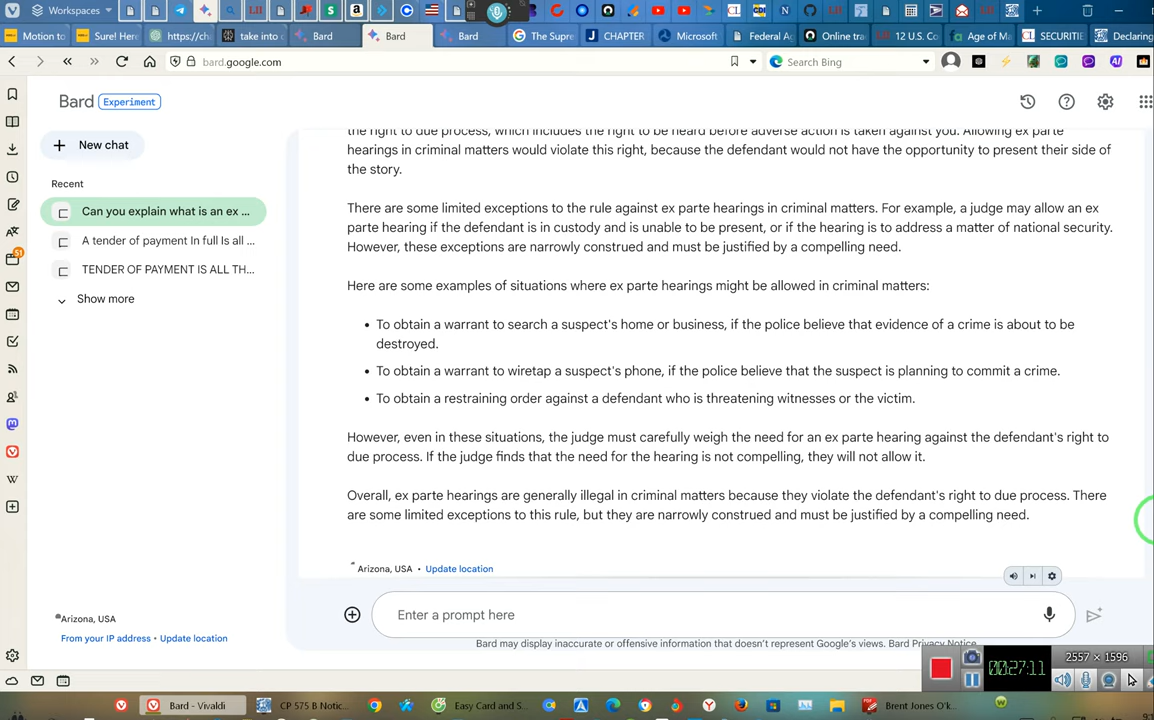 Workspaces
Motion to
Sure! Here
https://ch
take into
Bard
Bard
Bard
The Supre
CHAPTER
Microsoft
Federal Ag
Online tra
12 U.S. Co
Age of Ma
SECURITIE
Declaring
bard.google.com
Search Bing
Bard Experiment
New chat
Recent
Can you explain what is an ex ...
A tender of payment In full Is all ...
TENDER OF PAYMENT IS ALL TH...
Show more
the right to due process, which includes the right to be heard before adverse action is taken against you. Allowing ex parte
hearings in criminal matters would violate this right, because the defendant would not have the opportunity to present their side of
the story.
There are some limited exceptions to the rule against ex parte hearings in criminal matters. For example, a judge may allow an ex
parte hearing if the defendant is in custody and is unable to be present, or if the hearing is to address a matter of national security.
However, these exceptions are narrowly construed and must be justified by a compelling need.
Here are some examples of situations where ex parte hearings might be allowed in criminal matters:
• To obtain a warrant to search a suspect's home or business, if the police believe that evidence of a crime is about to be
destroyed.
• To obtain a warrant to wiretap a suspect's phone, if the police believe that the suspect is planning to commit a crime.
• To obtain a restraining order against a defendant who is threatening witnesses or the victim.
However, even in these situations, the judge must carefully weigh the need for an ex parte hearing against the defendant's right to
due process. If the judge finds that the need for the hearing is not compelling, they will not allow it.
Overall, ex parte hearings are generally illegal in criminal matters because they violate the defendant's right to due process. There
are some limited exceptions to this rule, but they are narrowly construed and must be justified by a compelling need.
Arizona, USA • Update location
Enter a prompt here
Arizona, USA
From your IP address • Update location
Bard may display inaccurate or offensive information that doesn't represent Google's views. Bard Privacy Notice
00:27:11
2557 × 1596
Bard - Vivaldi
CP 575 B Notic...
Easy Card and S...
Brent Jones O'k...